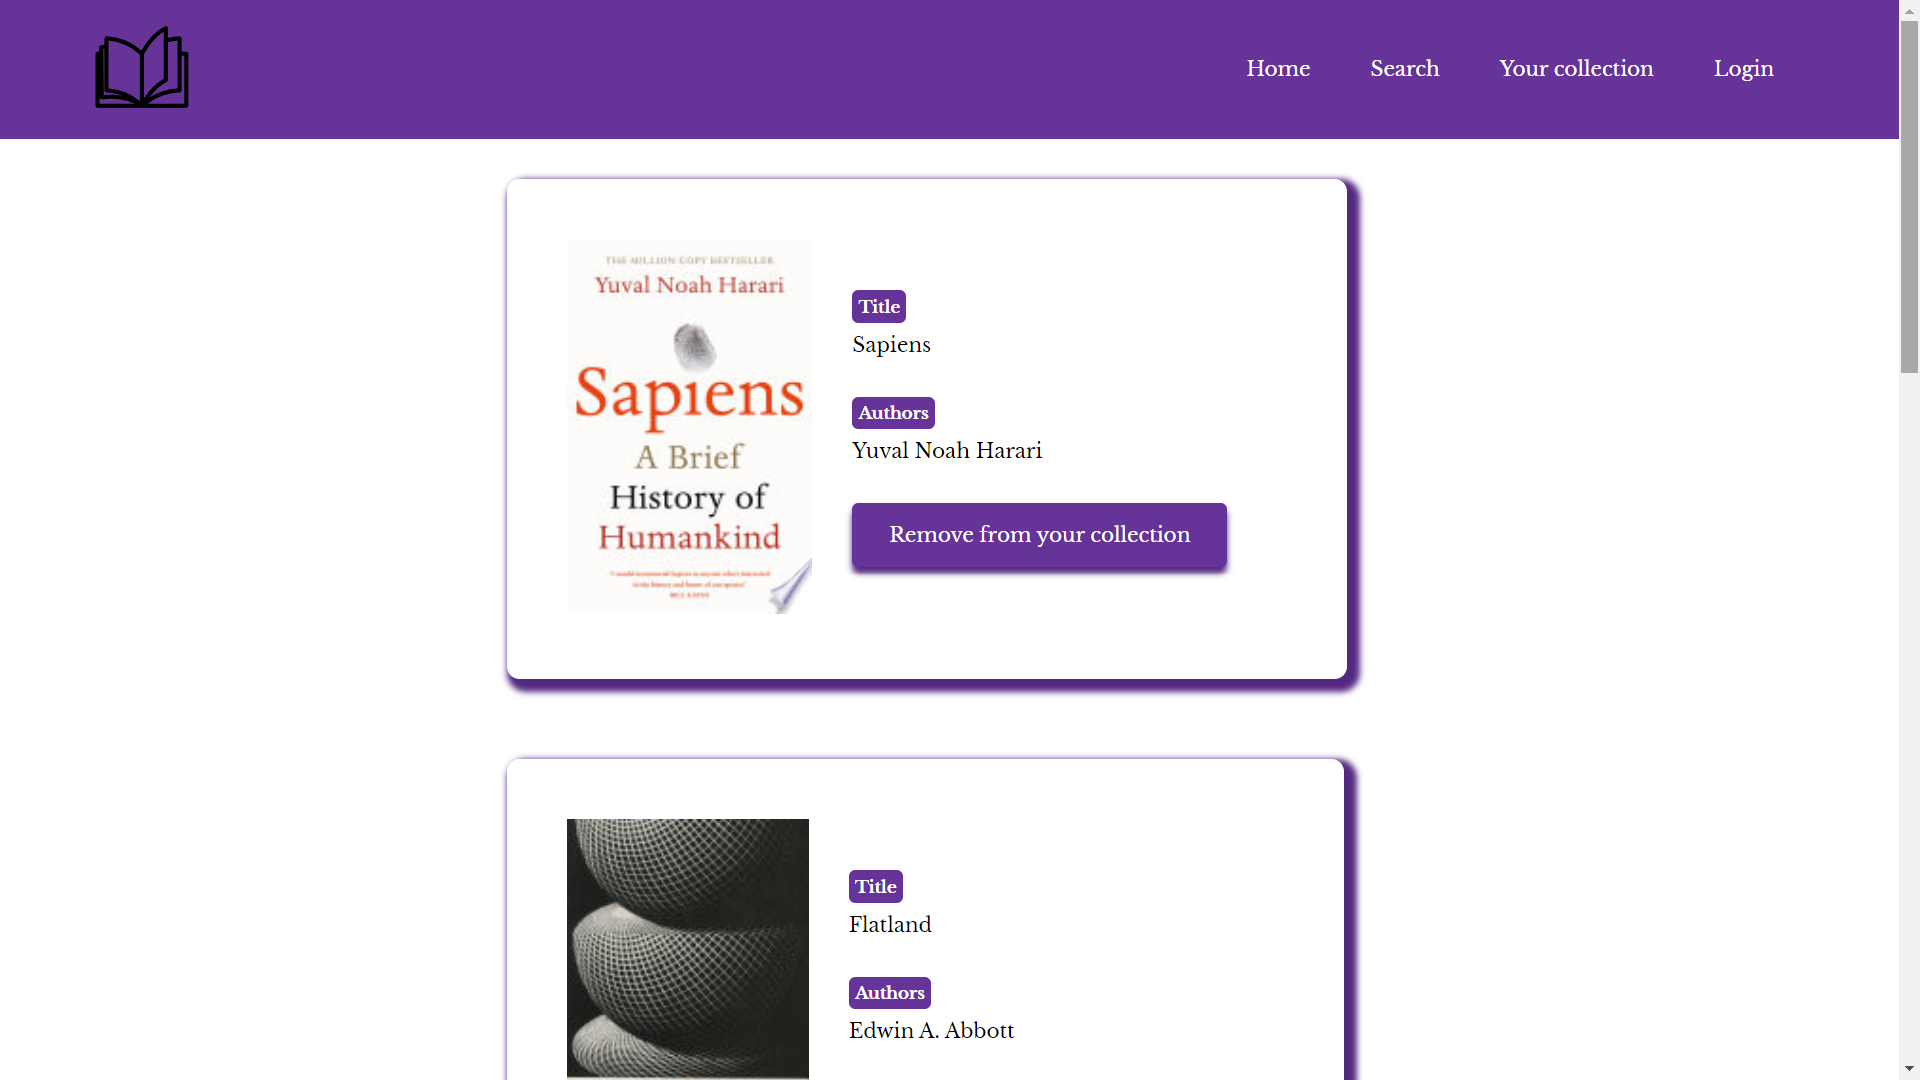 Home Search Your collection Login
THE MILLION COPY BESTSELLER
Yuval Noah Harari
Sapiens
A Brief
History of
Humankind
Title
Sapiens
Authors
Yuval Noah Harari
Remove from your collection
Title
Flatland
Authors
Edwin A. Abbott